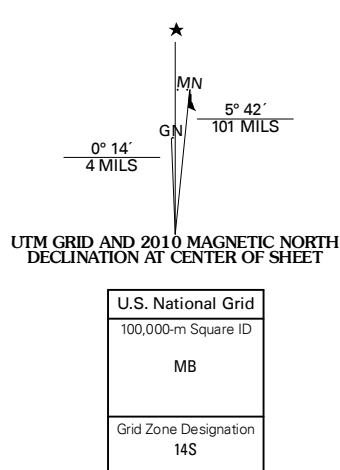 MN
GN
5° 42´
101 MILS
0° 14´
4 MILS
UTM GRID AND 2010 MAGNETIC NORTH
DECLINATION AT CENTER OF SHEET
U.S. National Grid
100,000-m Square ID
MB
Grid Zone Designation
14S